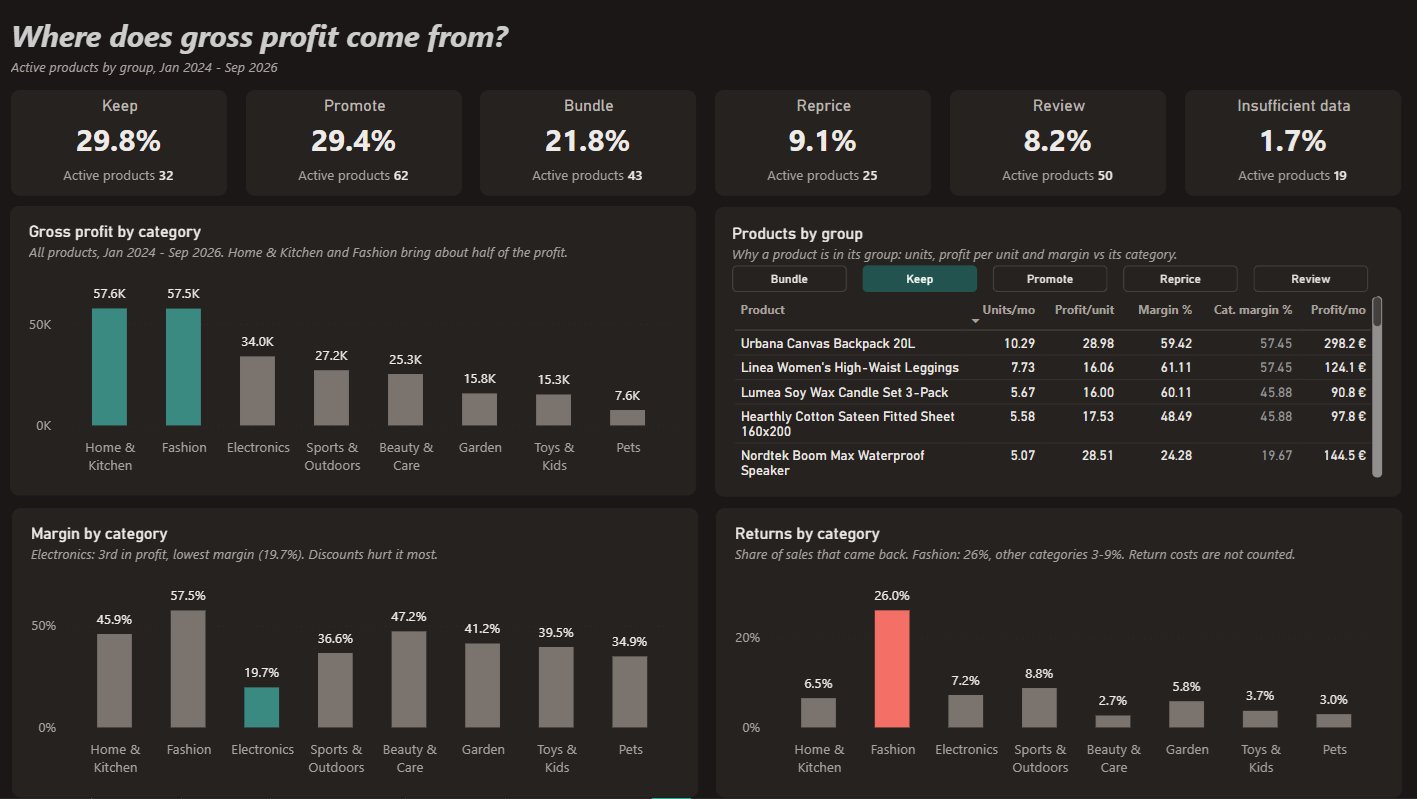 Where does gross profit come from?
Active products by group, Jan 2024 - Sep 2026
Keep
29.8%
Active products 32
Promote
29.4%
Active products 62
Bundle
21.8%
Active products 43
Reprice
9.1%
Active products 25
Review
8.2%
Active products 50
Insufficient data
1.7%
Active products 19
Gross profit by category
All products, Jan 2024 - Sep 2026. Home & Kitchen and Fashion bring about half of the profit.
50K
0K
57.6K
57.5K
34.0K
27.2K
25.3K
15.8K
15.3K
7.6K
Home &
Kitchen
Fashion
Electronics
Sports &
Outdoors
Beauty &
Care
Garden
Toys &
Kids
Pets
Products by group
Why a product is in its group: units, profit per unit and margin vs its category.
Bundle
Keep
Promote
Reprice
Review
Product Units/mo Profit/unit Margin % Cat. margin % Profit/mo
Urbana Canvas Backpack 20L 10.29 28.98 59.42 57.45 298.2 €
Linea Women's High-Waist Leggings 7.73 16.06 61.11 57.45 124.1 €
Lumea Soy Wax Candle Set 3-Pack 5.67 16.00 60.11 45.88 90.8 €
Hearthly Cotton Sateen Fitted Sheet 5.58 17.53 48.49 45.88 97.8 €
160x200
Nordtek Boom Max Waterproof 5.07 28.51 24.28 19.67 144.5 €
Speaker
Margin by category
Electronics: 3rd in profit, lowest margin (19.7%). Discounts hurt it most.
50%
0%
45.9%
57.5%
19.7%
36.6%
47.2%
41.2%
39.5%
34.9%
Home &
Kitchen
Fashion
Electronics
Sports &
Outdoors
Beauty &
Care
Garden
Toys &
Kids
Pets
Returns by category
Share of sales that came back. Fashion: 26%, other categories 3-9%. Return costs are not counted.
20%
0%
6.5%
26.0%
7.2%
8.8%
2.7%
5.8%
3.7%
3.0%
Home &
Kitchen
Fashion
Electronics
Sports &
Outdoors
Beauty &
Care
Garden
Toys &
Kids
Pets